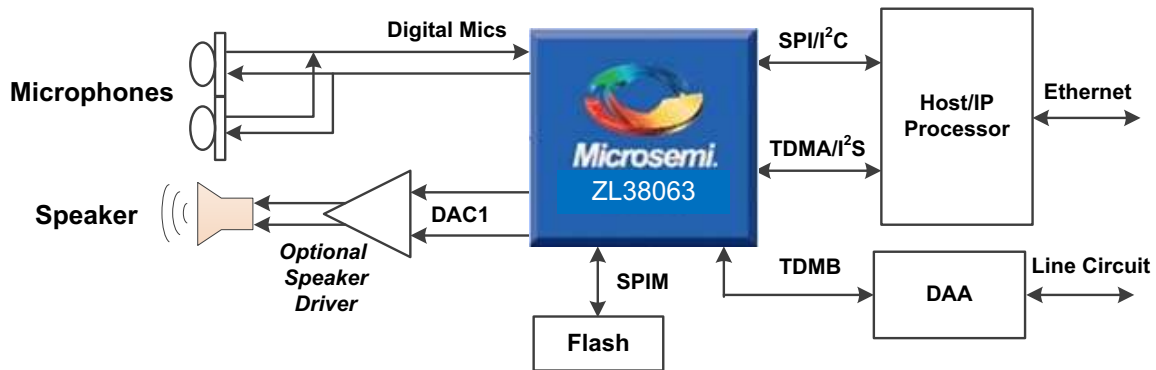 Digital Mics
Microphones
Microsemi.
ZL38063
SPI/I²C
TDMA/I²S
Host/IP
Processor
Ethernet
Speaker
DAC1
Optional
Speaker
Driver
SPIM
Flash
TDMB
DAA
Line Circuit